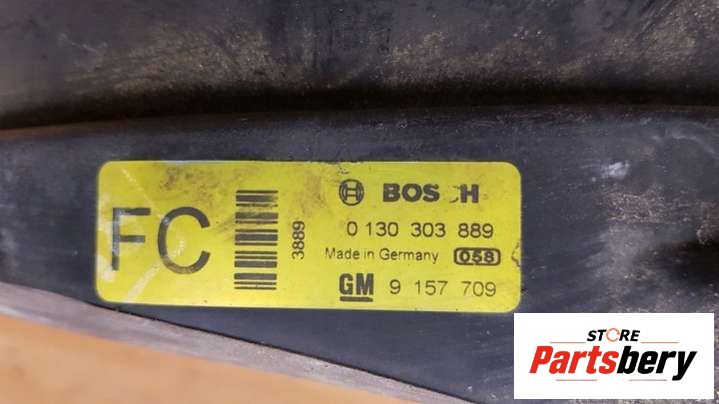 FC
3889
BOSCH
0 130 303 889
Made in Germany 058
GM 9 157 709
STORE
Partsbery